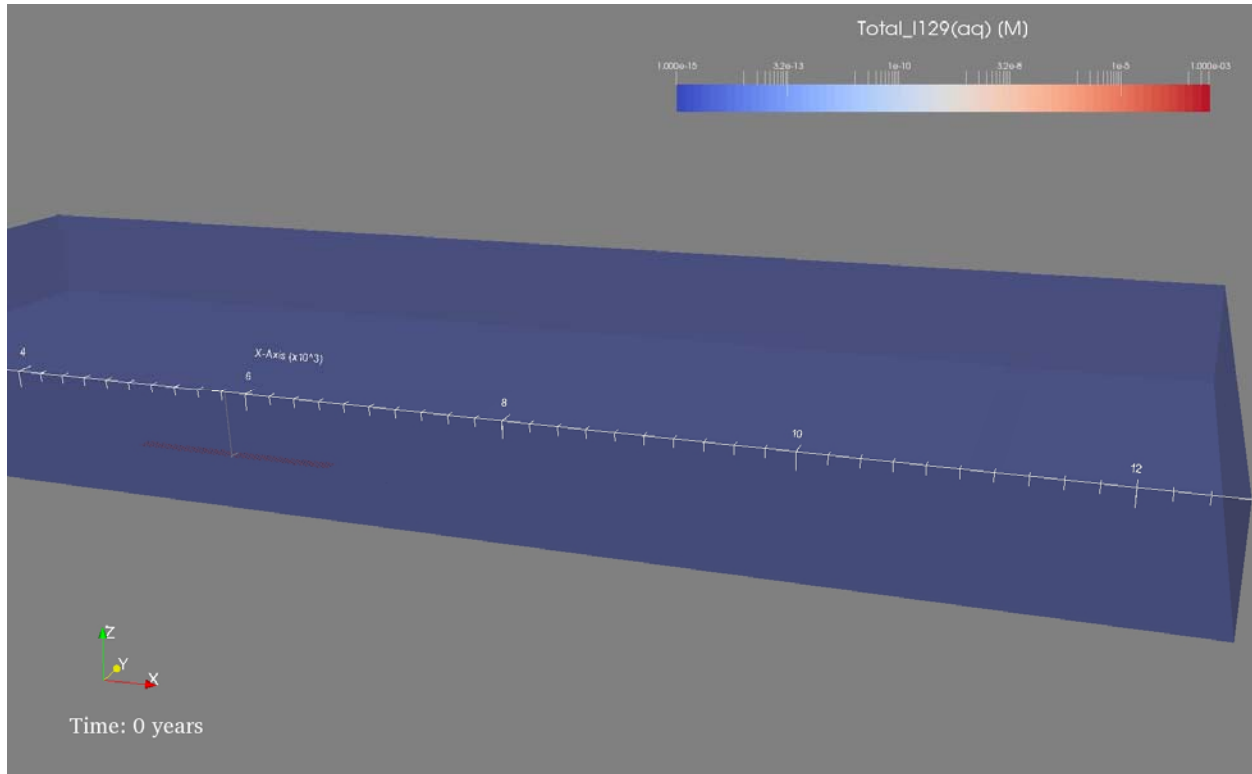 Total_I129(aq) (M)
1.000e-15 3.2e-13 1e-10 3.2e-8 1e-5 1.000e-03
X-Axis (x10^3)
4 6 8 10 12
Z
Y
X
Time: 0 years